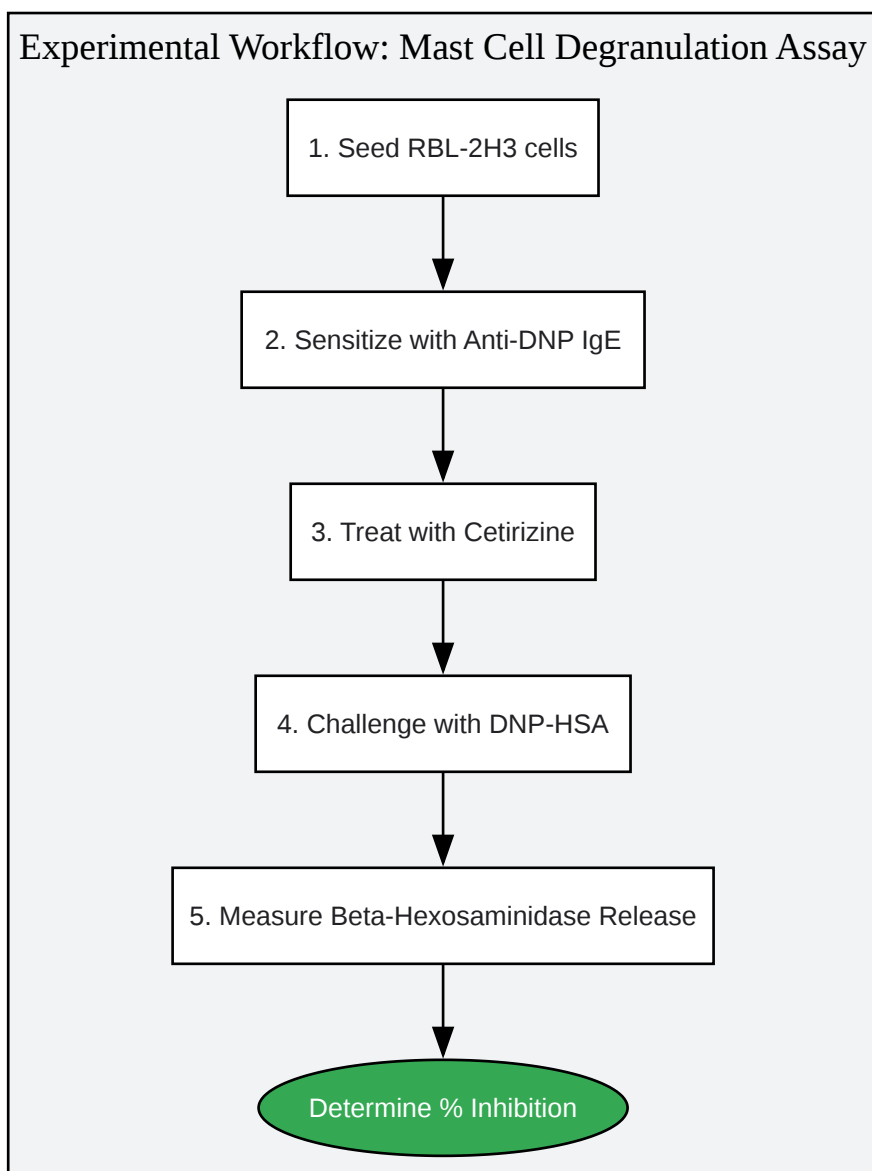 Experimental Workflow: Mast Cell Degranulation Assay
1. Seed RBL-2H3 cells
2. Sensitize with Anti-DNP IgE
3. Treat with Cetirizine
4. Challenge with DNP-HSA
5. Measure Beta-Hexosaminidase Release
Determine % Inhibition